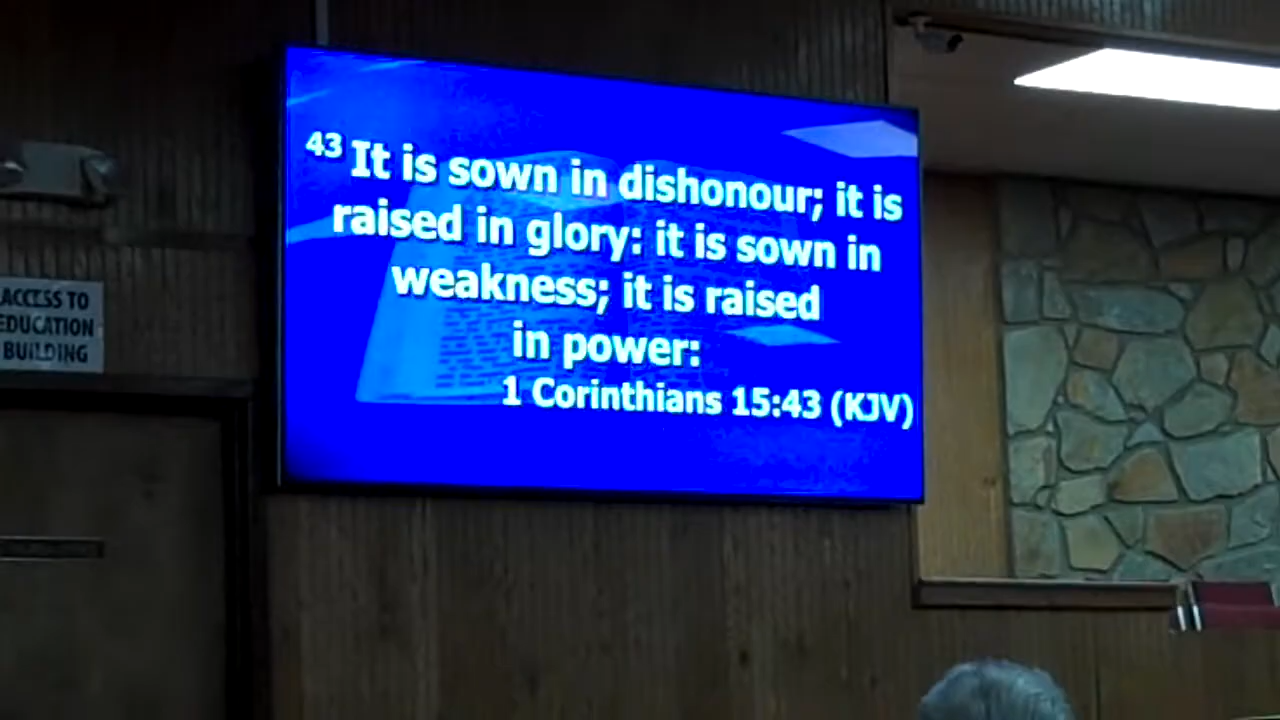 43 It is sown in dishonour; it is
raised in glory: it is sown in
weakness; it is raised
in power:
1 Corinthians 15:43 (KJV)
ACCESS TO
EDUCATION
BUILDING